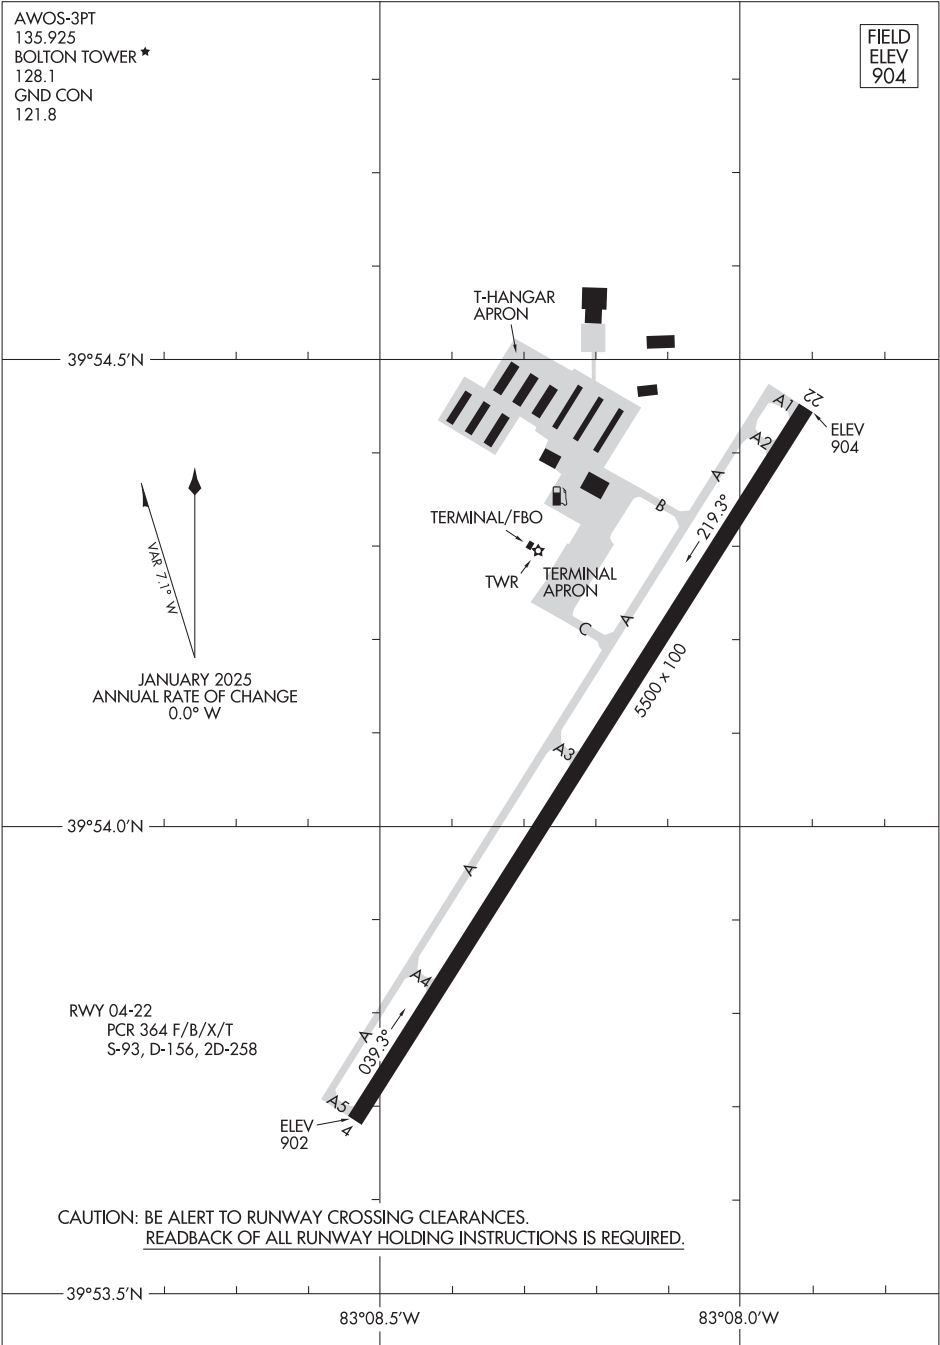 AWOS-3PT
135.925
BOLTON TOWER★
128.1
GND CON
121.8
FIELD
ELEV
904
T-HANGAR
APRON
39°54.5'N
A1
22
A2
ELEV
904
A
B
219.3°
TERMINAL/FBO
TWR
TERMINAL
APRON
VAR 7.1° W
C
A
JANUARY 2025
ANNUAL RATE OF CHANGE
0.0° W
5500 x 100
A3
39°54.0'N
A
A4
RWY 04-22
PCR 364 F/B/X/T
S-93, D-156, 2D-258
A
039.3°
A5
ELEV
902
4
CAUTION: BE ALERT TO RUNWAY CROSSING CLEARANCES.
READBACK OF ALL RUNWAY HOLDING INSTRUCTIONS IS REQUIRED.
39°53.5'N
83°08.5'W
83°08.0'W